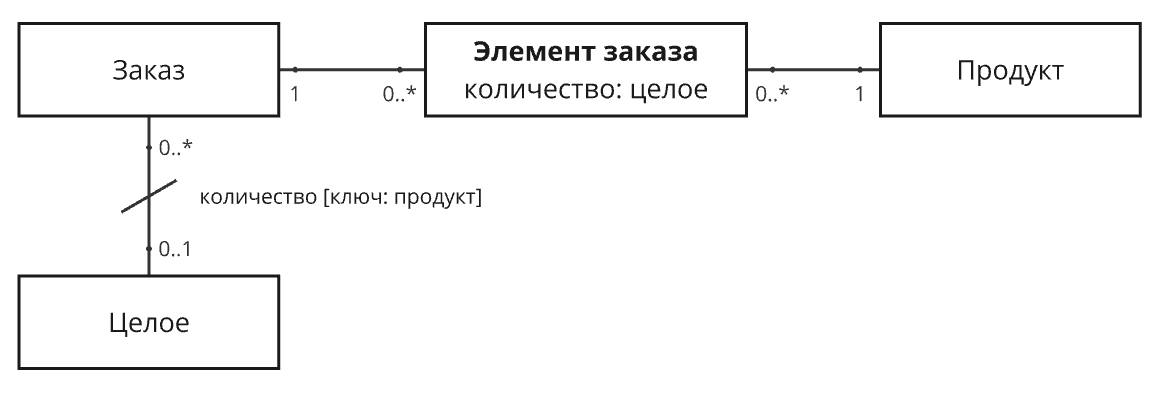 Заказ
1
0..*
Элемент заказа
количество: целое
0..*
1
Продукт
0..*
количество [ключ: продукт]
0..1
Целое